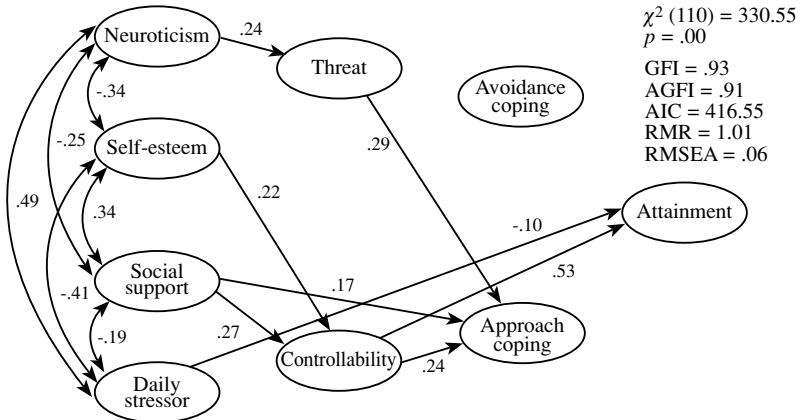 Neuroticism
.24
Threat
Avoidance
coping
χ² (110) = 330.55
p = .00
GFI = .93
AGFI = .91
AIC = 416.55
RMR = 1.01
RMSEA = .06
-.34
-.25
Self-esteem
.29
.22
.49
.34
Attainment
-.10
.53
Social
support
.17
-.41
-.19
.27
Controllability
Approach
coping
.24
Daily
stressor